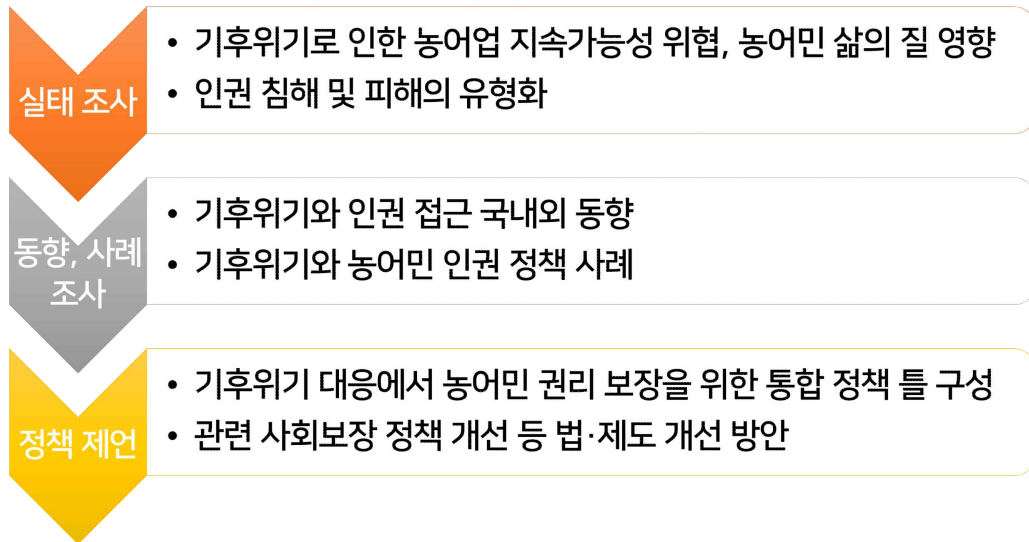 실태 조사
• 기후위기로 인한 농어업 지속가능성 위협, 농어민 삶의 질 영향
• 인권 침해 및 피해의 유형화
동향, 사례
조사
• 기후위기와 인권 접근 국내외 동향
• 기후위기와 농어민 인권 정책 사례
정책 제언
• 기후위기 대응에서 농어민 권리 보장을 위한 통합 정책 틀 구성
• 관련 사회보장 정책 개선 등 법·제도 개선 방안